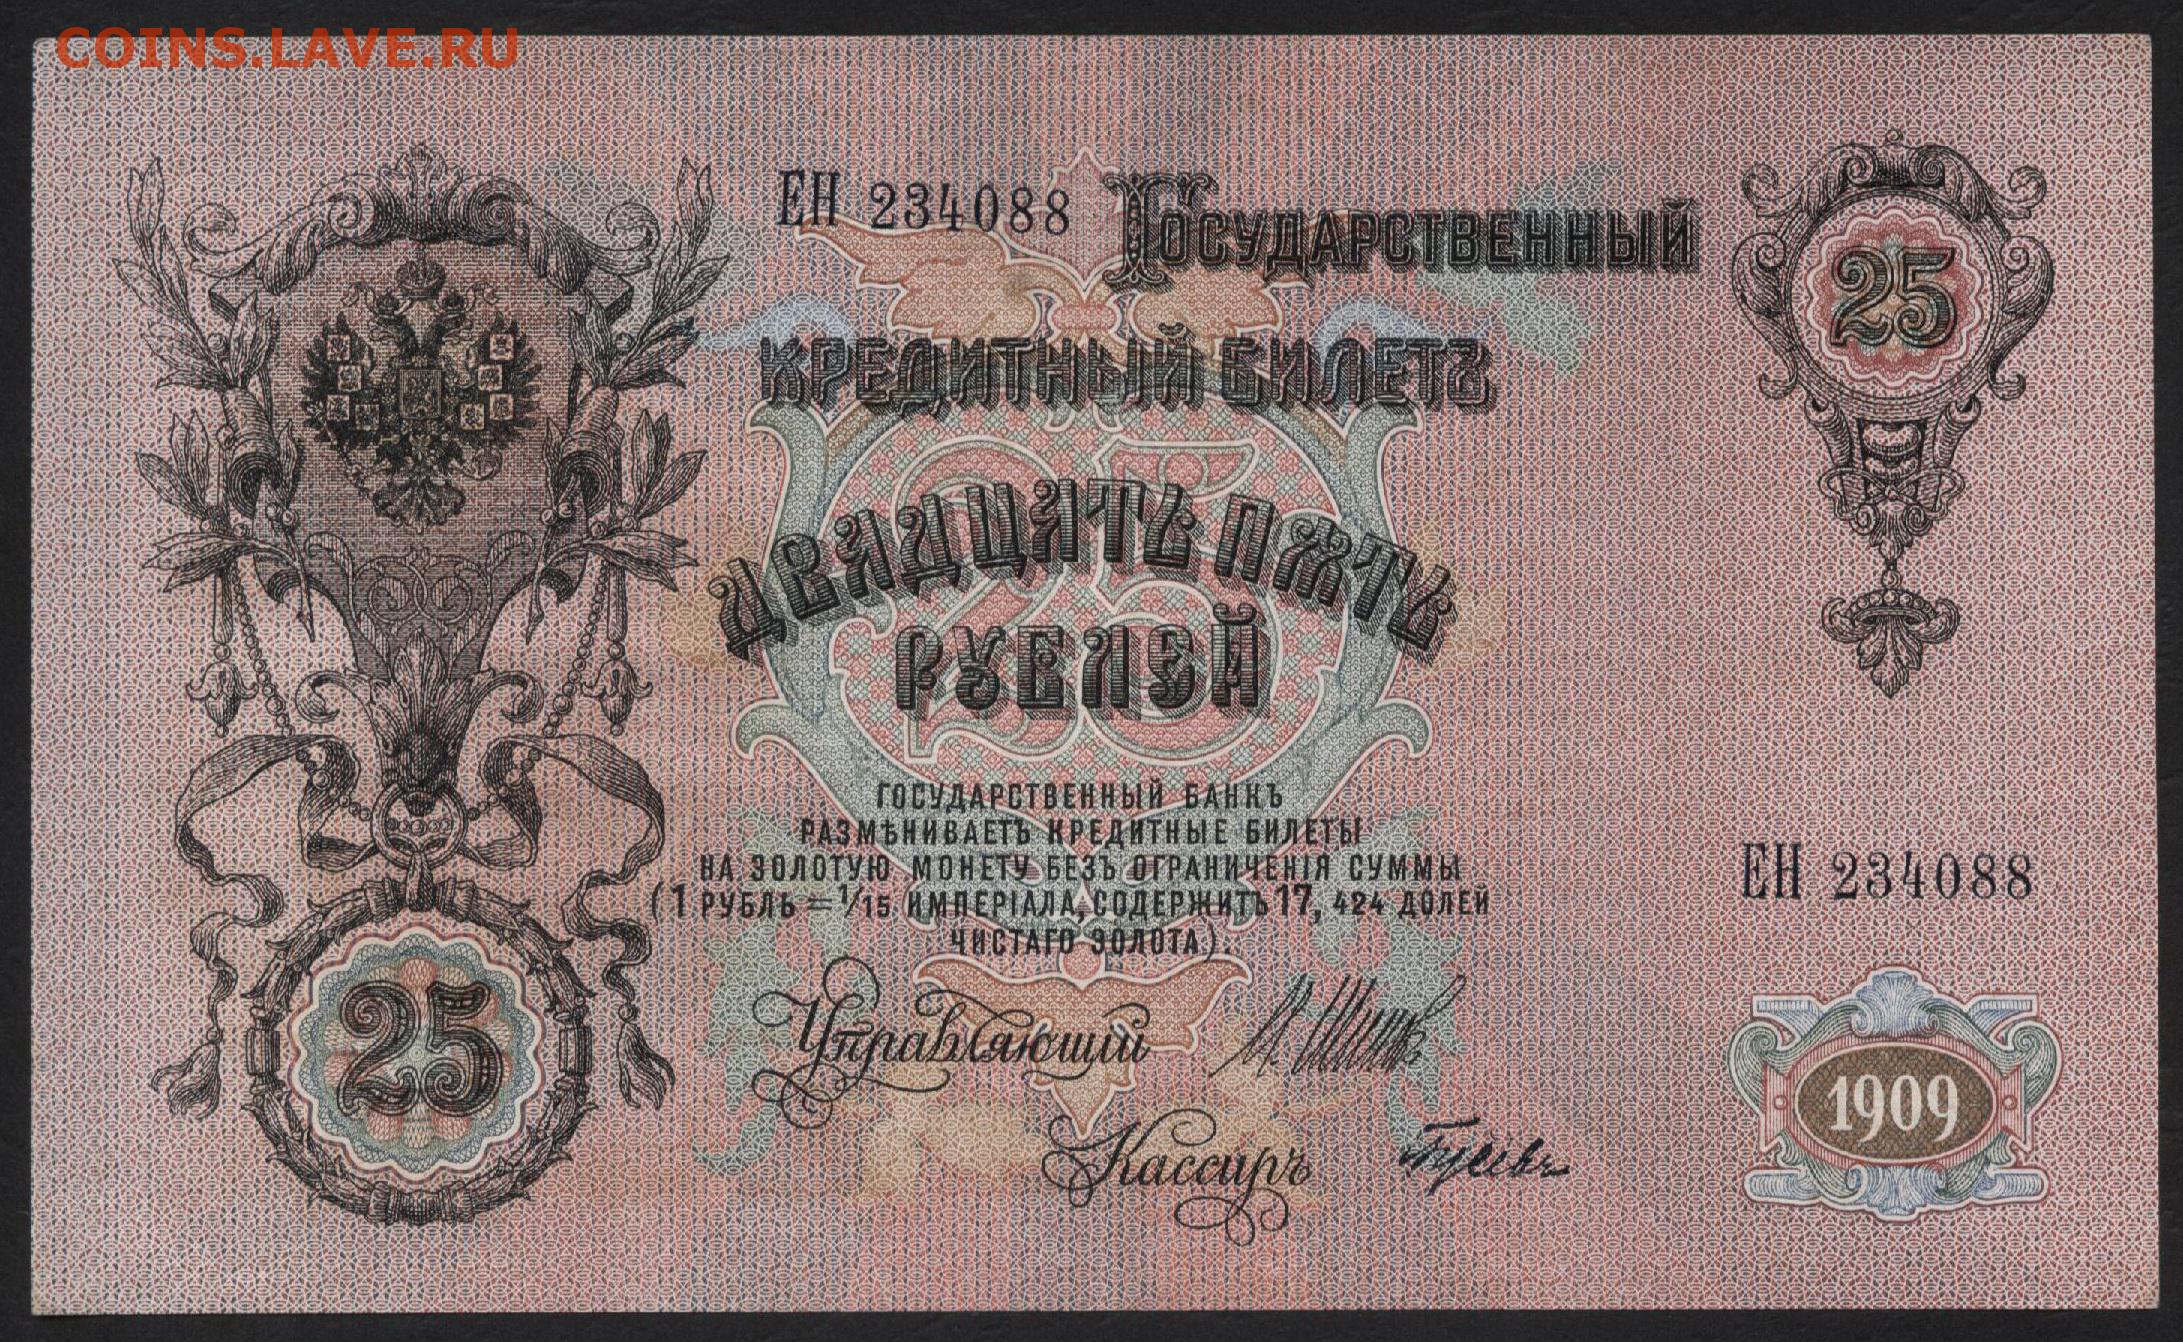 COINS.LAVE.RU
ЕН 234088
ГОСУДАРСТВЕННЫЙ
КРЕДИТНЫЙ БИЛЕТЪ
25
25
ДВАДЦАТЬ ПЯТЬ
РУБЛЕЙ
ГОСУДАРСТВЕННЫЙ БАНКЪ
РАЗМѢНИВАЕТЪ КРЕДИТНЫЕ БИЛЕТЫ
НА ЗОЛОТУЮ МОНЕТУ БЕЗЪ ОГРАНИЧЕНІЯ СУММЫ
(1 РУБЛЬ = 1/15 ИМПЕРІАЛА, СОДЕРЖИТЪ 17,424 ДОЛЕЙ
ЧИСТАГО ЗОЛОТА).
ЕН 234088
25
Управляющій
Кассиръ
Гусевъ
1909